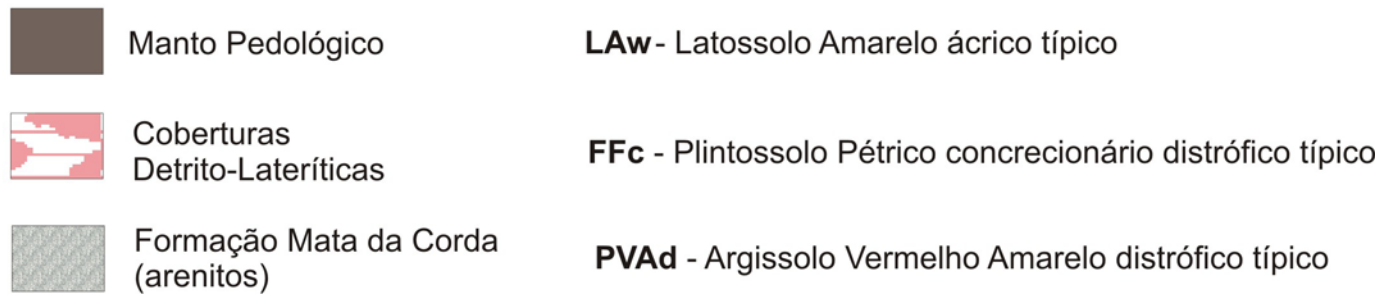 Manto Pedológico
LAw - Latossolo Amarelo ácrico típico
Coberturas
Detrito-Lateríticas
FFc - Plintossolo Pétrico concrecionário distrófico típico
Formação Mata da Corda
(arenitos)
PVAd - Argissolo Vermelho Amarelo distrófico típico